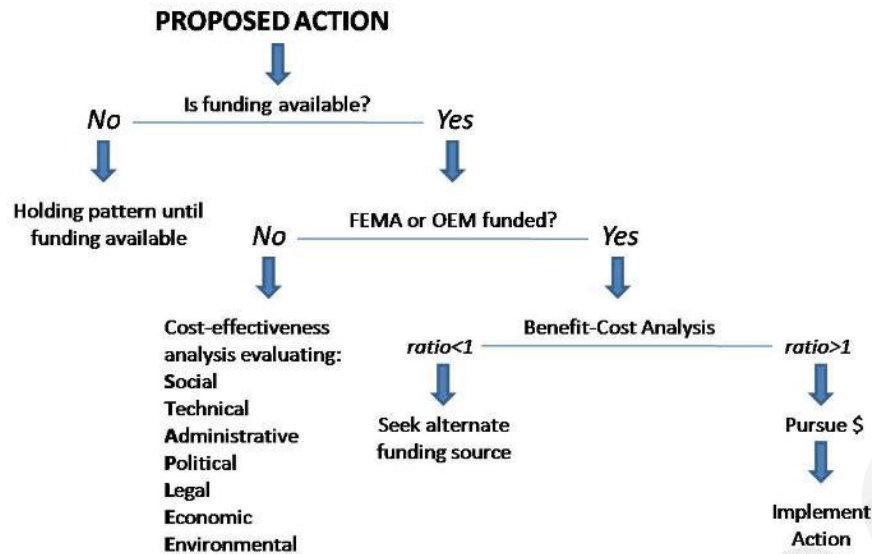 PROPOSED ACTION
Is funding available?
No
Yes
Holding pattern until
funding available
FEMA or OEM funded?
No
Yes
Cost-effectiveness
analysis evaluating:
Social
Technical
Administrative
Political
Legal
Economic
Environmental
Benefit-Cost Analysis
ratio<1
ratio>1
Seek alternate
funding source
Pursue $
Implement
Action